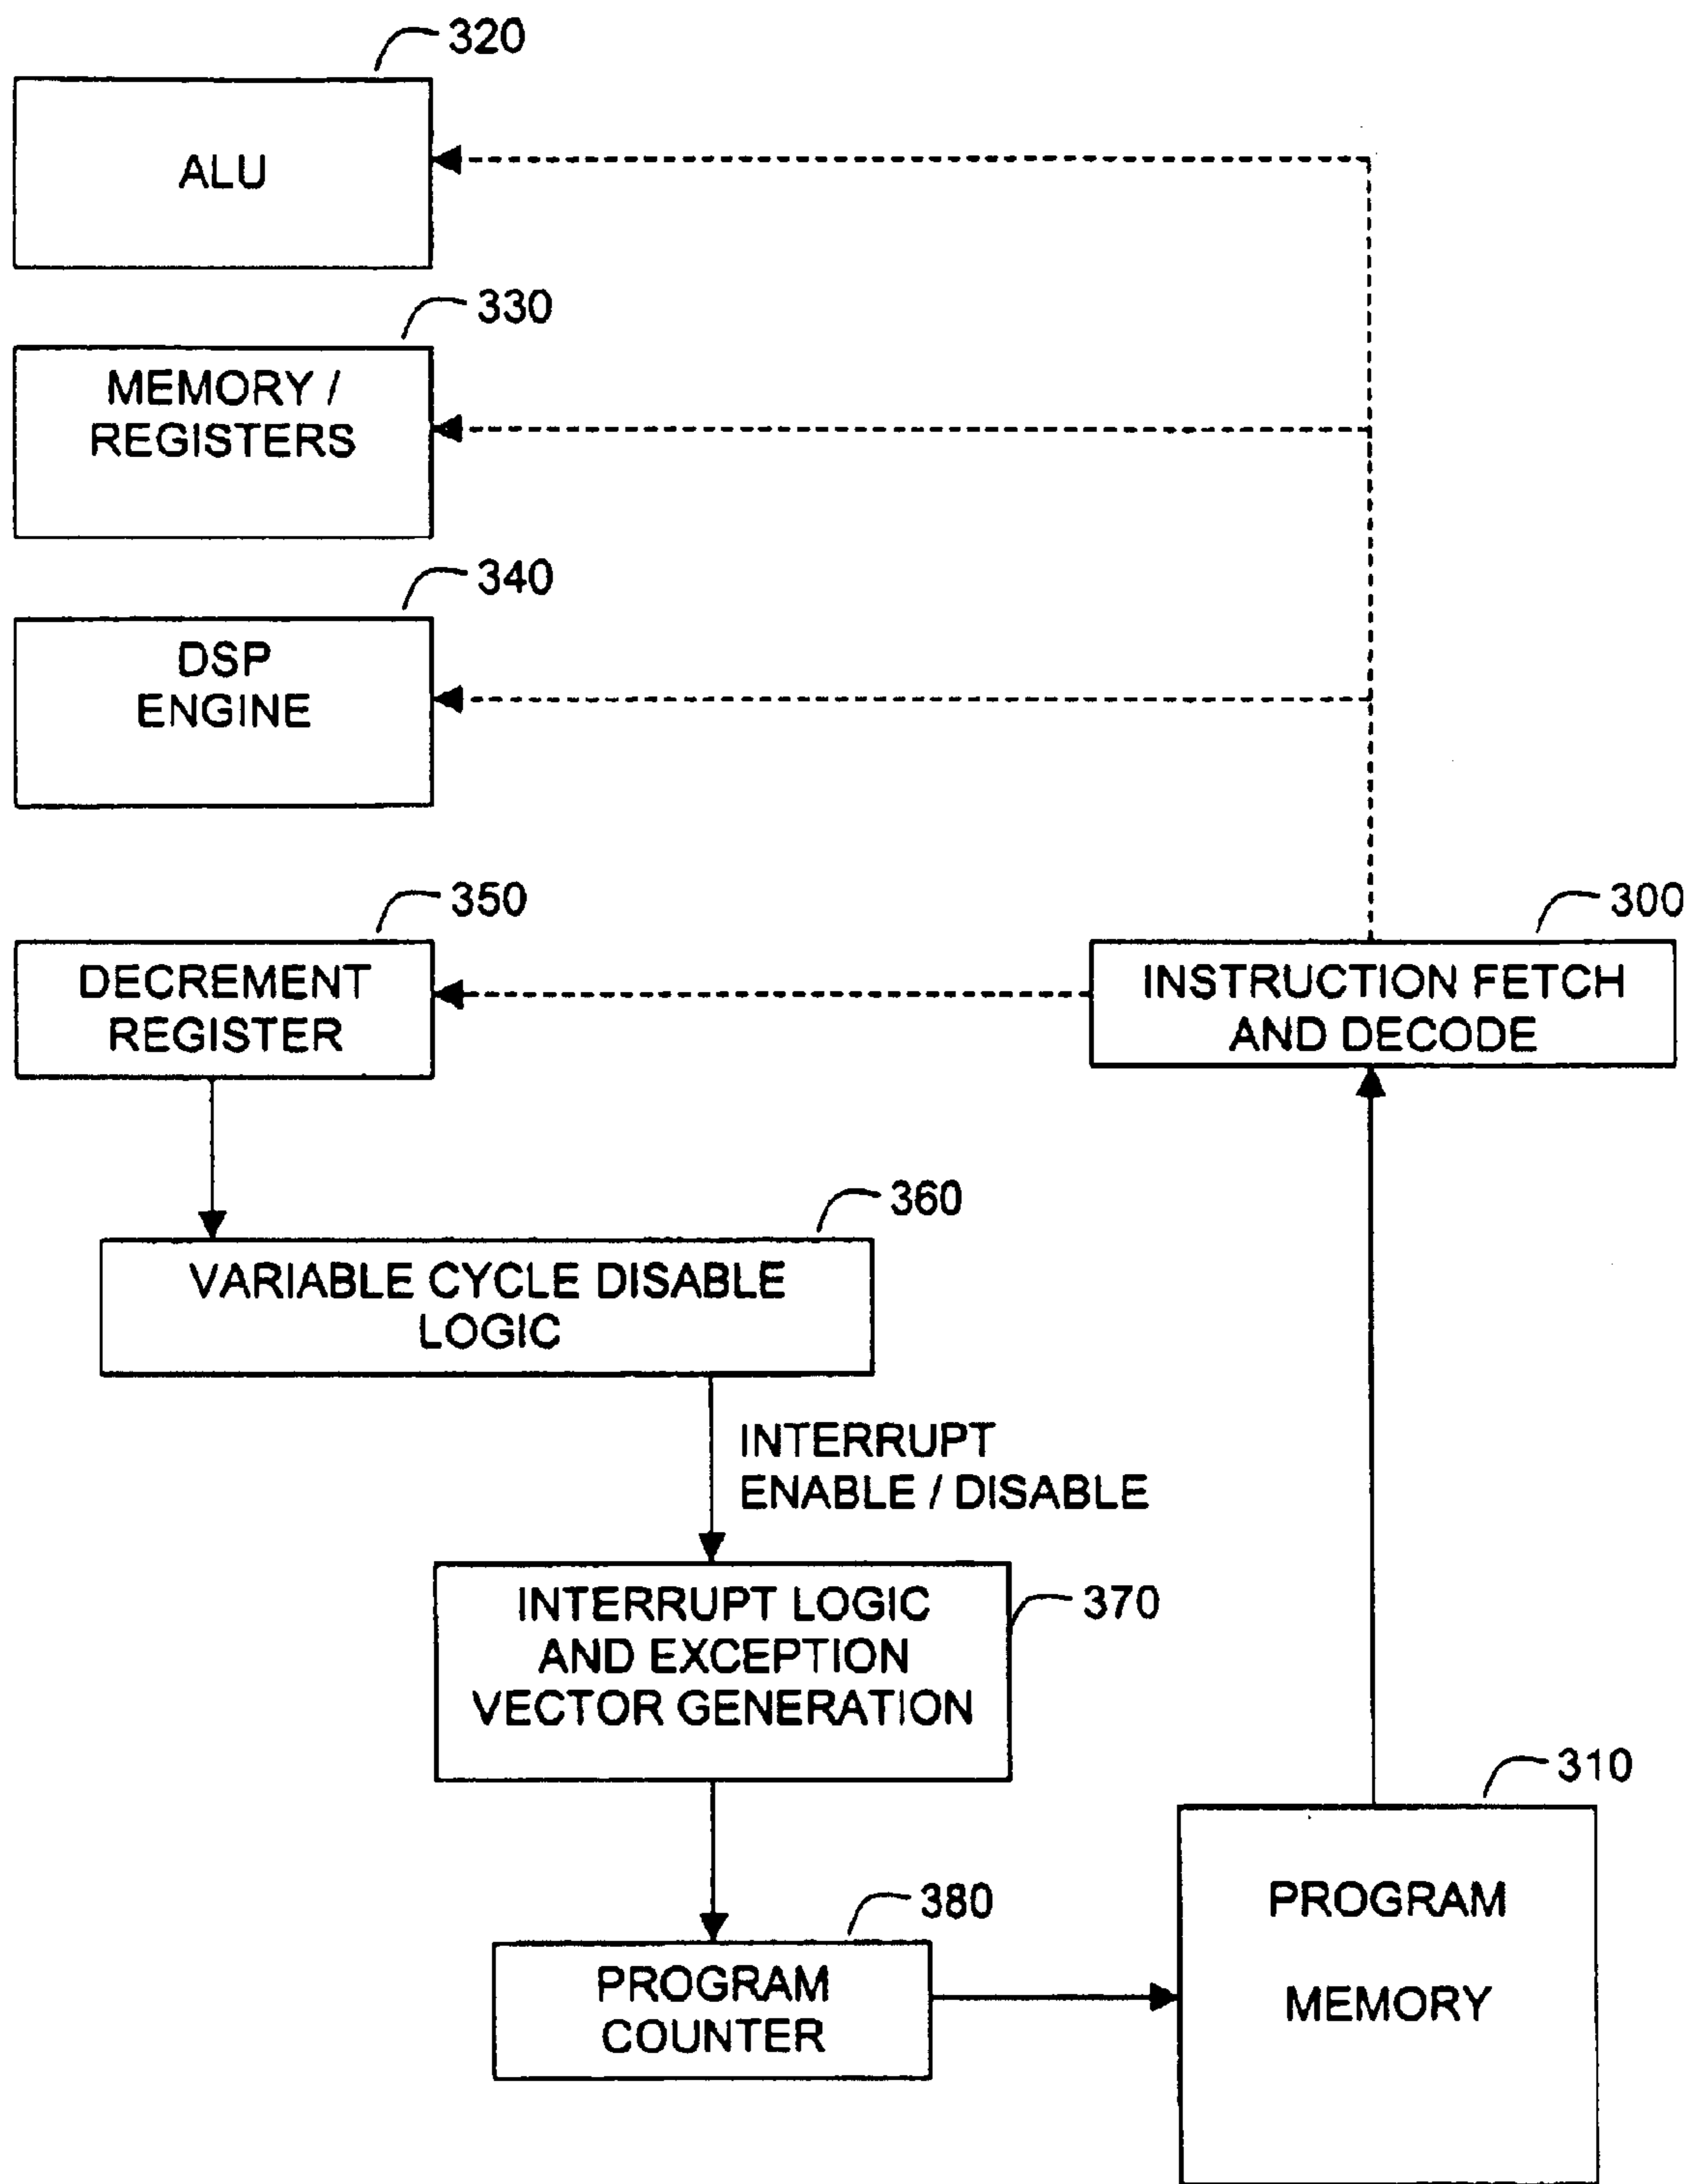 320
ALU
330
MEMORY /
REGISTERS
340
DSP
ENGINE
350
DECREMENT
REGISTER
300
INSTRUCTION FETCH
AND DECODE
360
VARIABLE CYCLE DISABLE
LOGIC
INTERRUPT
ENABLE / DISABLE
370
INTERRUPT LOGIC
AND EXCEPTION
VECTOR GENERATION
310
PROGRAM
MEMORY
380
PROGRAM
COUNTER